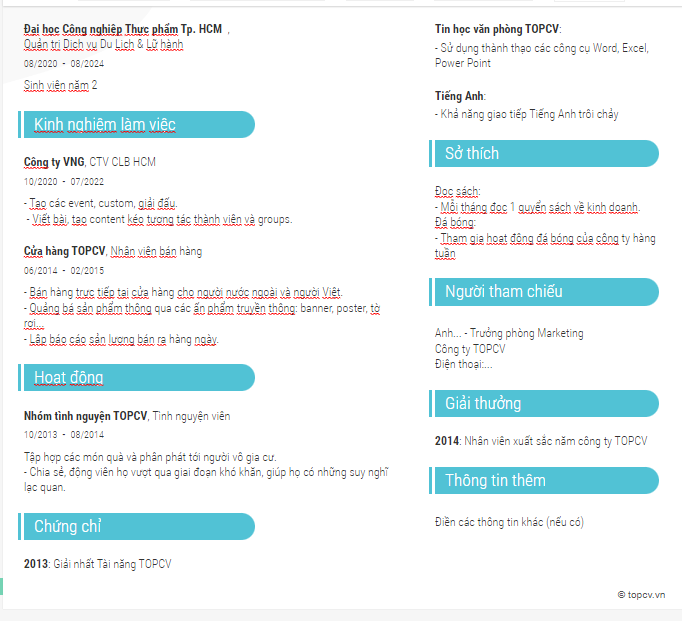 Đại học Công nghiệp Thực phẩm Tp. HCM ,
Quản trị Dịch vụ Du Lịch & Lữ hành
08/2020 - 08/2024
Sinh viên năm 2
Kinh nghiệm làm việc
Công ty VNG, CTV CLB HCM
10/2020 - 07/2022
- Tạo các event, custom, giải đấu.
- Viết bài, tạo content kéo tương tác thành viên và groups.
Cửa hàng TOPCV, Nhân viên bán hàng
06/2014 - 02/2015
- Bán hàng trực tiếp tại cửa hàng cho người nước ngoài và người Việt.
- Quảng bá sản phẩm thông qua các ấn phẩm truyền thông: banner, poster, tờ
rơi...
- Lập báo cáo sản lượng bán ra hàng ngày.
Hoạt động
Nhóm tình nguyện TOPCV, Tình nguyện viên
10/2013 - 08/2014
Tập hợp các món quà và phân phát tới người vô gia cư.
- Chia sẻ, động viên họ vượt qua giai đoạn khó khăn, giúp họ có những suy nghĩ
lạc quan.
Chứng chỉ
2013: Giải nhất Tài năng TOPCV
Tin học văn phòng TOPCV:
- Sử dụng thành thạo các công cụ Word, Excel,
Power Point
Tiếng Anh:
- Khả năng giao tiếp Tiếng Anh trôi chảy
Sở thích
Đọc sách:
- Mỗi tháng đọc 1 quyển sách về kinh doanh.
Đá bóng:
- Tham gia hoạt động đá bóng của công ty hàng
tuần
Người tham chiếu
Anh... - Trưởng phòng Marketing
Công ty TOPCV
Điện thoại:...
Giải thưởng
2014: Nhân viên xuất sắc năm công ty TOPCV
Thông tin thêm
Điền các thông tin khác (nếu có)
© topcv.vn